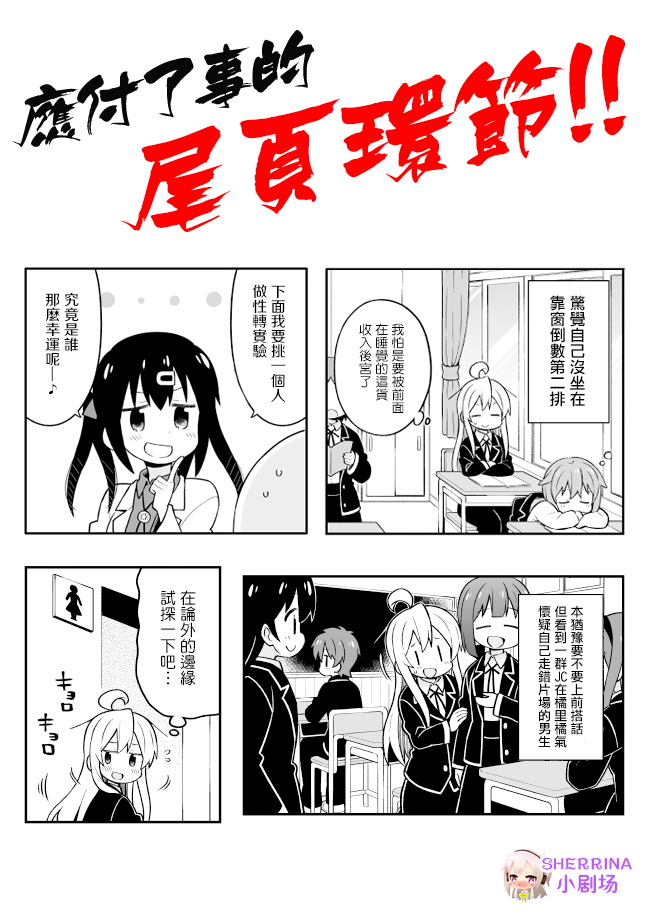 應付了事的
尾頁環節!!
驚覺自己沒坐在
靠窗倒數第二排
我怕是要被前面
在睡覺的這貨
收入後宮了
下面我要挑一個人
做性轉實驗
究竟是誰
那麼幸運呢—♪
本猶豫要不要上前搭話
但看到一群JC在橘里橘氣
懷疑自己走錯片場的男生
在論外的邊緣
試探一下吧…
キョロ
キョロ
SHERRINA
小剧场